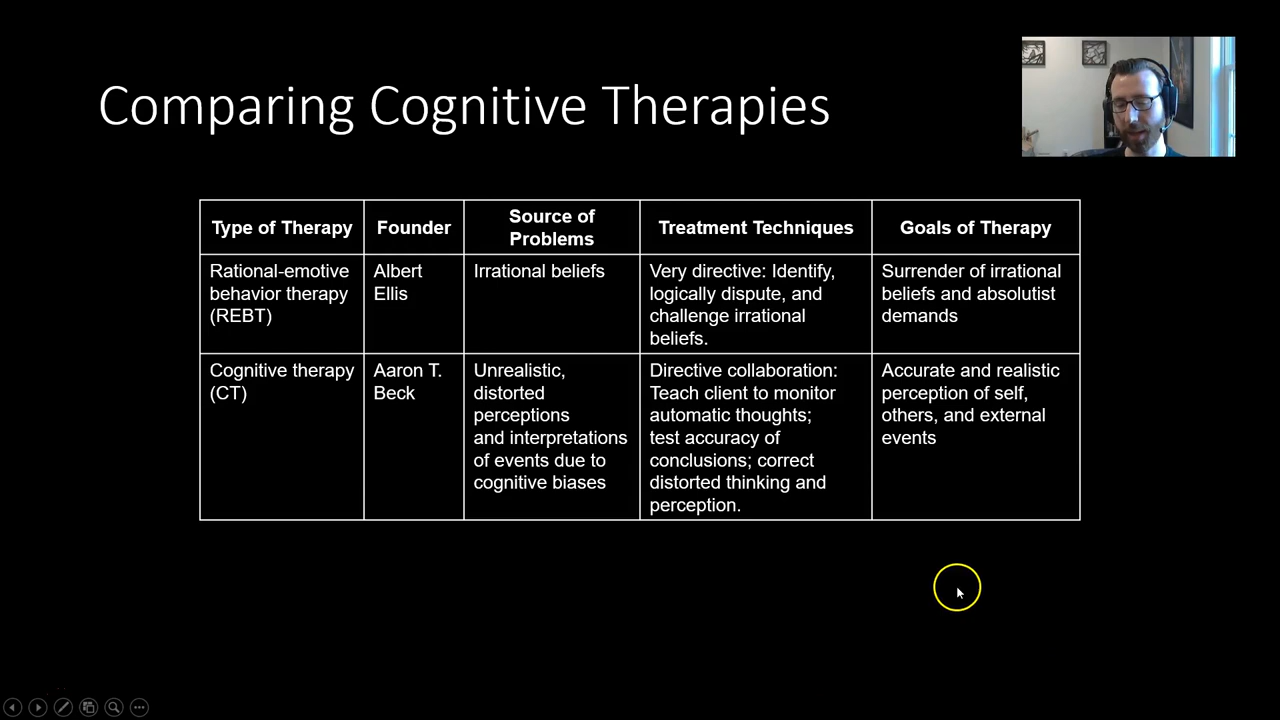 Comparing Cognitive Therapies
Type of Therapy
Founder
Source of
Problems
Treatment Techniques
Goals of Therapy
Rational-emotive
behavior therapy
(REBT)
Albert
Ellis
Irrational beliefs
Very directive: Identify,
logically dispute, and
challenge irrational
beliefs.
Surrender of irrational
beliefs and absolutist
demands
Cognitive therapy
(CT)
Aaron T.
Beck
Unrealistic,
distorted
perceptions
and interpretations
of events due to
cognitive biases
Directive collaboration:
Teach client to monitor
automatic thoughts;
test accuracy of
conclusions; correct
distorted thinking and
perception.
Accurate and realistic
perception of self,
others, and external
events